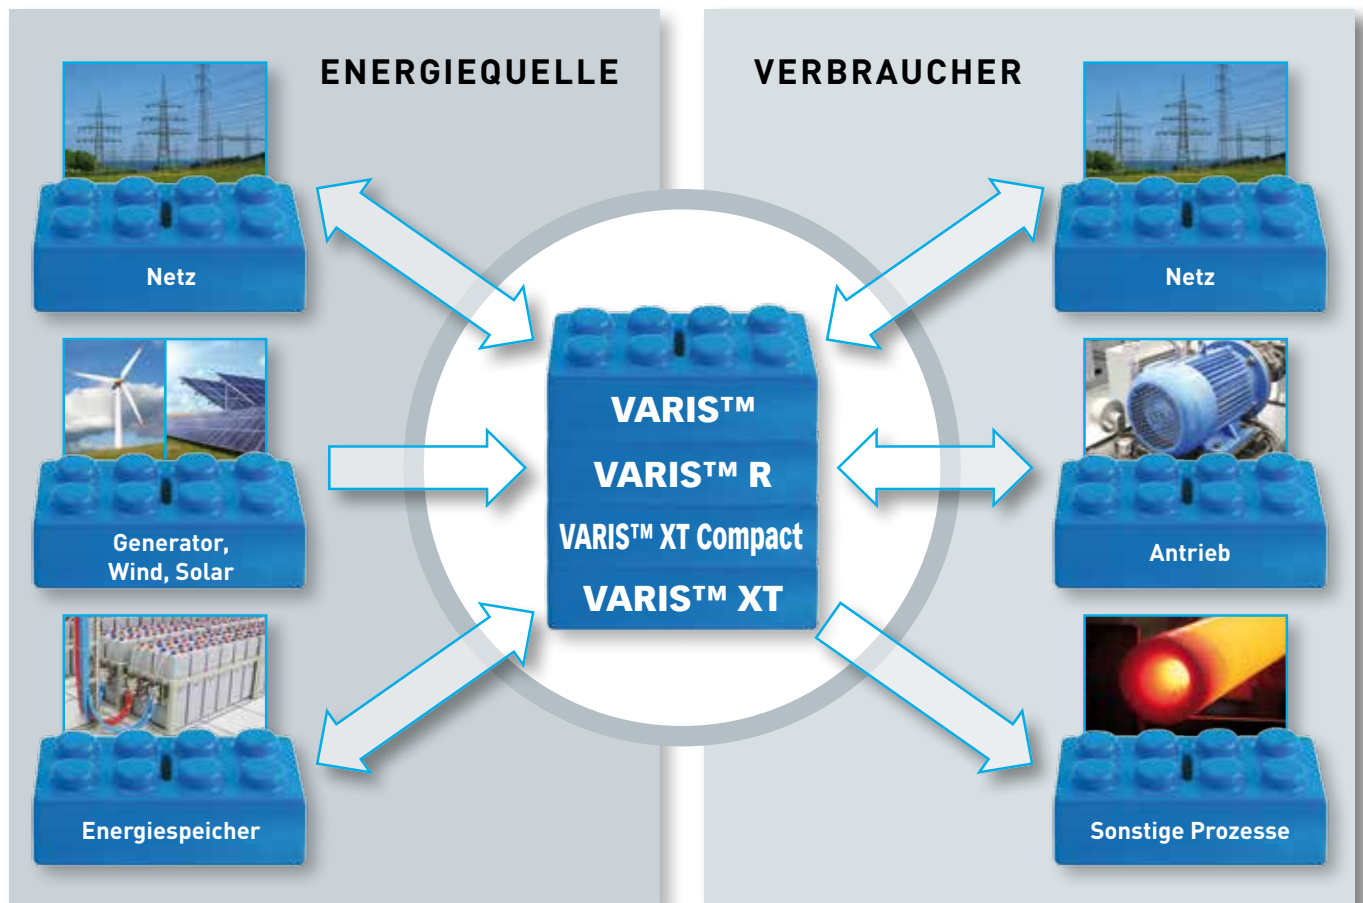 ENERGIEQUELLE
Netz
Generator,
Wind, Solar
Energiespeicher
VARIS™
VARIS™ R
VARIS™ XT Compact
VARIS™ XT
VERBRAUCHER
Netz
Antrieb
Sonstige Prozesse